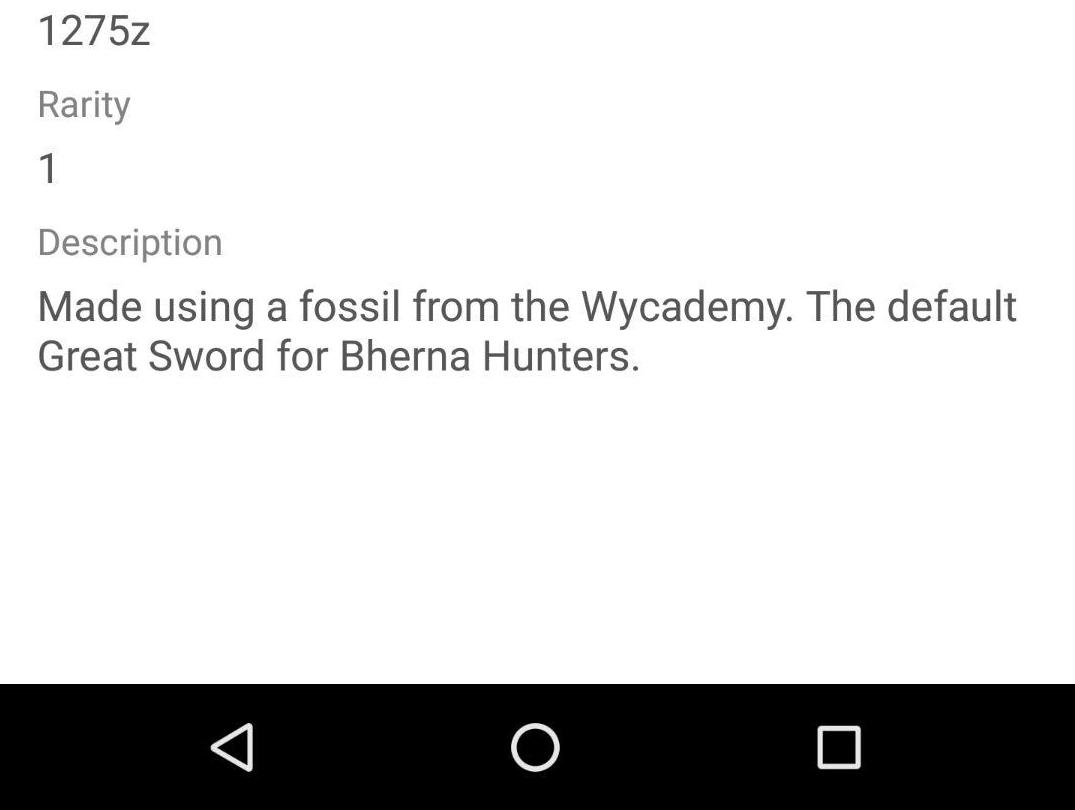 1275z
Rarity
1
Description
Made using a fossil from the Wycademy. The default
Great Sword for Bherna Hunters.